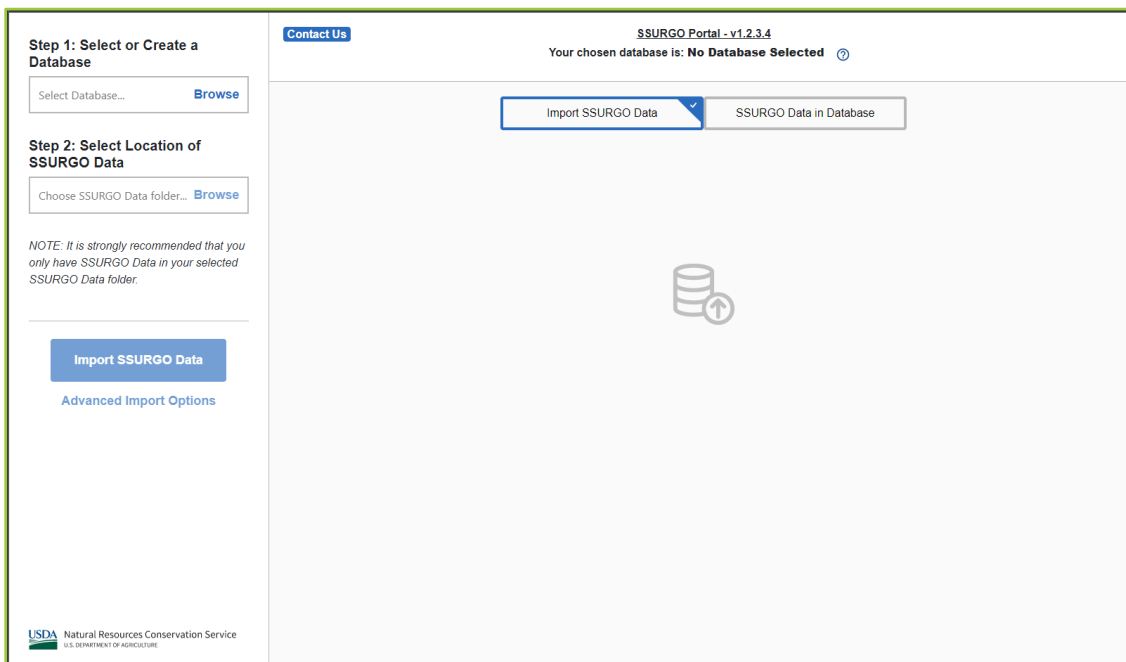 Step 1: Select or Create a
Database
Select Database...
Browse
Step 2: Select Location of
SSURGO Data
Choose SSURGO Data folder...
Browse
NOTE: It is strongly recommended that you
only have SSURGO Data in your selected
SSURGO Data folder.
Import SSURGO Data
Advanced Import Options
USDA
Natural Resources Conservation Service
U.S. DEPARTMENT OF AGRICULTURE
Contact Us
SSURGO Portal - v1.2.3.4
Your chosen database is: No Database Selected ?
Import SSURGO Data
SSURGO Data in Database